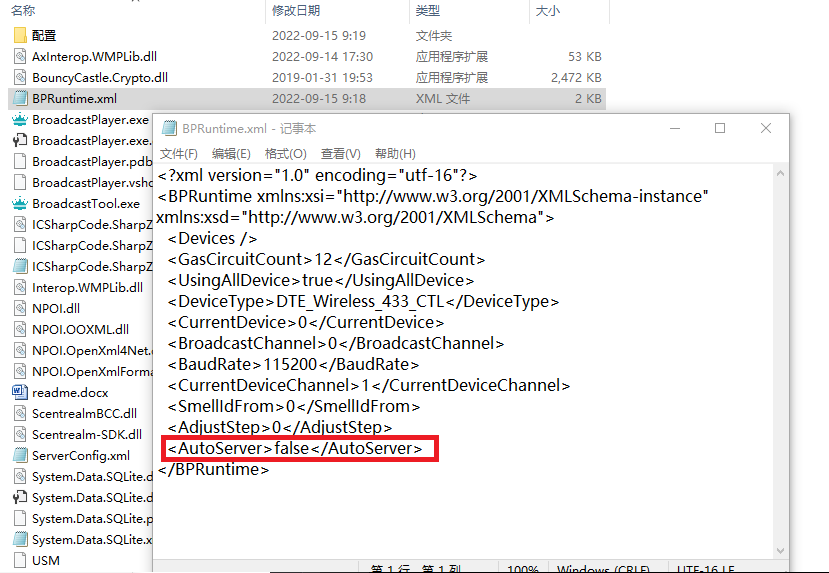 名称 修改日期 类型 大小
配置 2022-09-15 9:19 文件夹
AxInterop.WMPLib.dll 2022-09-14 17:30 应用程序扩展 53 KB
BouncyCastle.Crypto.dll 2019-01-31 19:53 应用程序扩展 2,472 KB
BPRuntime.xml 2022-09-15 9:18 XML 文件 2 KB
BroadcastPlayer.exe
BroadcastPlayer.exe.
BroadcastPlayer.pdb
BroadcastPlayer.vsho
BroadcastTool.exe
ICSharpCode.SharpZ
ICSharpCode.SharpZ
ICSharpCode.SharpZ
Interop.WMPLib.dll
NPOI.dll
NPOI.OOXML.dll
NPOI.OpenXml4Net.
NPOI.OpenXmlForma
readme.docx
ScentrealmBCC.dll
Scentrealm-SDK.dll
ServerConfig.xml
System.Data.SQLite.d
System.Data.SQLite.d
System.Data.SQLite.p
System.Data.SQLite.x
USM
BPRuntime.xml - 记事本
文件(F) 编辑(E) 格式(O) 查看(V) 帮助(H)
<?xml version="1.0" encoding="utf-16"?>
<BPRuntime xmlns:xsi="http://www.w3.org/2001/XMLSchema-instance"
xmlns:xsd="http://www.w3.org/2001/XMLSchema">
<Devices />
<GasCircuitCount>12</GasCircuitCount>
<UsingAllDevice>true</UsingAllDevice>
<DeviceType>DTE_Wireless_433_CTL</DeviceType>
<CurrentDevice>0</CurrentDevice>
<BroadcastChannel>0</BroadcastChannel>
<BaudRate>115200</BaudRate>
<CurrentDeviceChannel>1</CurrentDeviceChannel>
<SmellIdFrom>0</SmellIdFrom>
<AdjustStep>0</AdjustStep>
<AutoServer>false</AutoServer>
</BPRuntime>
第 1 行, 第 1 列 100% Windows (CRLF) UTF-16 LE